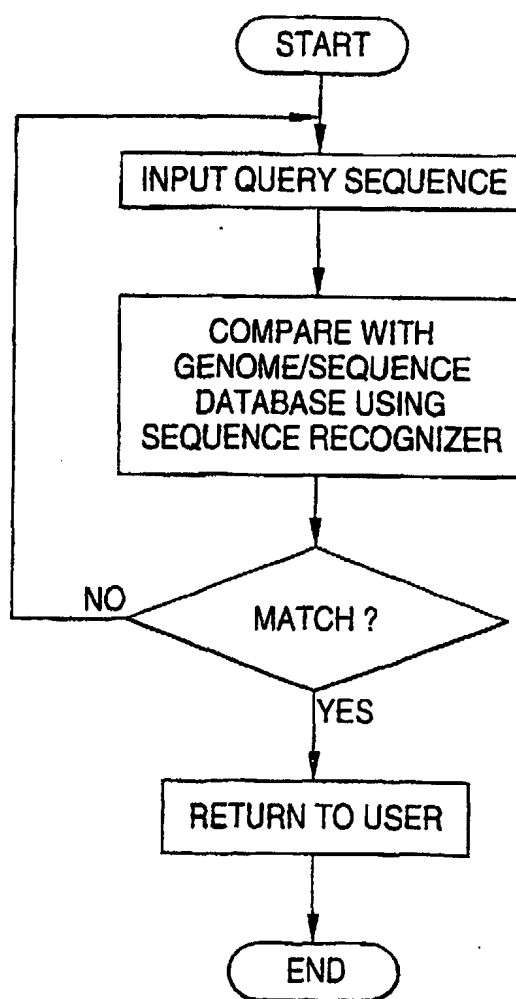 START
INPUT QUERY SEQUENCE
COMPARE WITH
GENOME/SEQUENCE
DATABASE USING
SEQUENCE RECOGNIZER
NO
MATCH ?
YES
RETURN TO USER
END